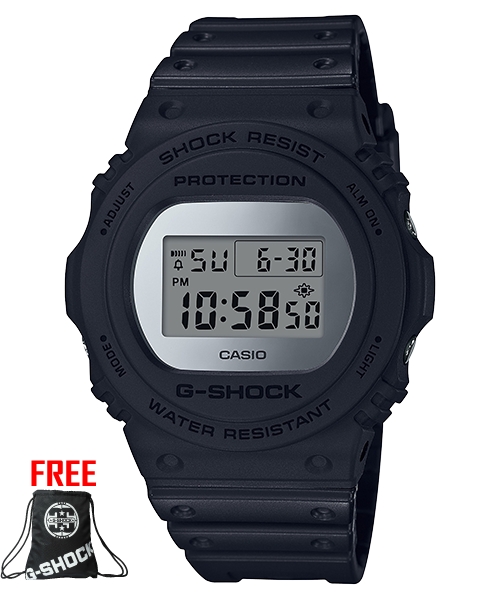 SHOCK RESIST
PROTECTION
ADJUST
ALM ON
SU 6-30
PM
10:58 50
CASIO
MODE
LIGHT
G-SHOCK
WATER RESISTANT
FREE
G-SHOCK
G-SHOCK